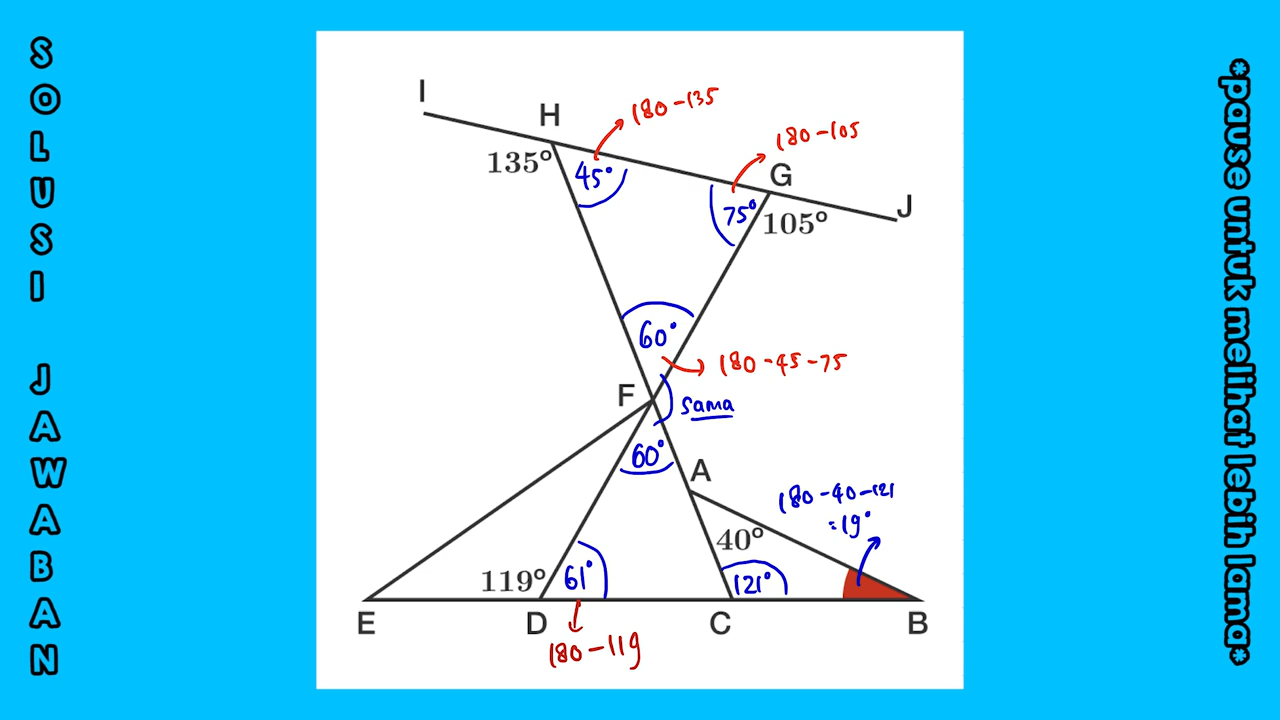 SOLUSI JAWABAN
I
H
180-135
180-105
135°
45°
G
75°
105°
J
60°
180-45-75
F
sama
60°
A
180-40-121
=19°
40°
119°
61°
121°
E
D
C
B
180-119
*pause untuk melihat lebih lama*